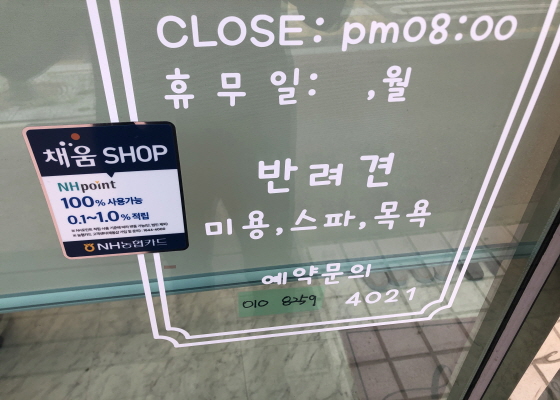 CLOSE: pm08:00
휴무일: ,월
채움 SHOP
NHpoint
100% 사용가능
0.1~1.0% 적립
NH농협카드
반려견
미용,스파,목욕
예약문의
010 8259 4021